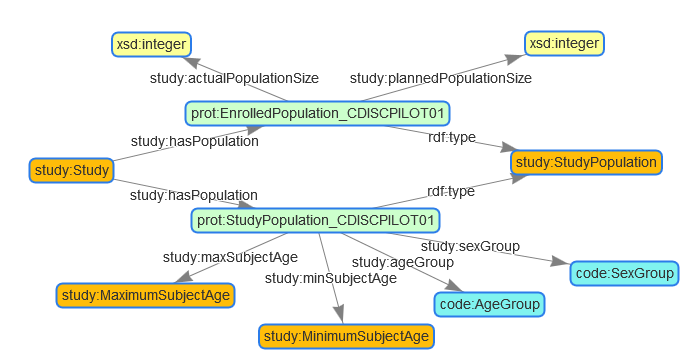 xsd:integer
xsd:integer
study:actualPopulationSize
study:plannedPopulationSize
prot:EnrolledPopulation_CDISCPILOT01
study:hasPopulation
rdf:type
study:Study
study:StudyPopulation
study:hasPopulation
rdf:type
prot:StudyPopulation_CDISCPILOT01
study:maxSubjectAge
study:sexGroup
study:ageGroup
study:minSubjectAge
code:SexGroup
study:MaximumSubjectAge
code:AgeGroup
study:MinimumSubjectAge